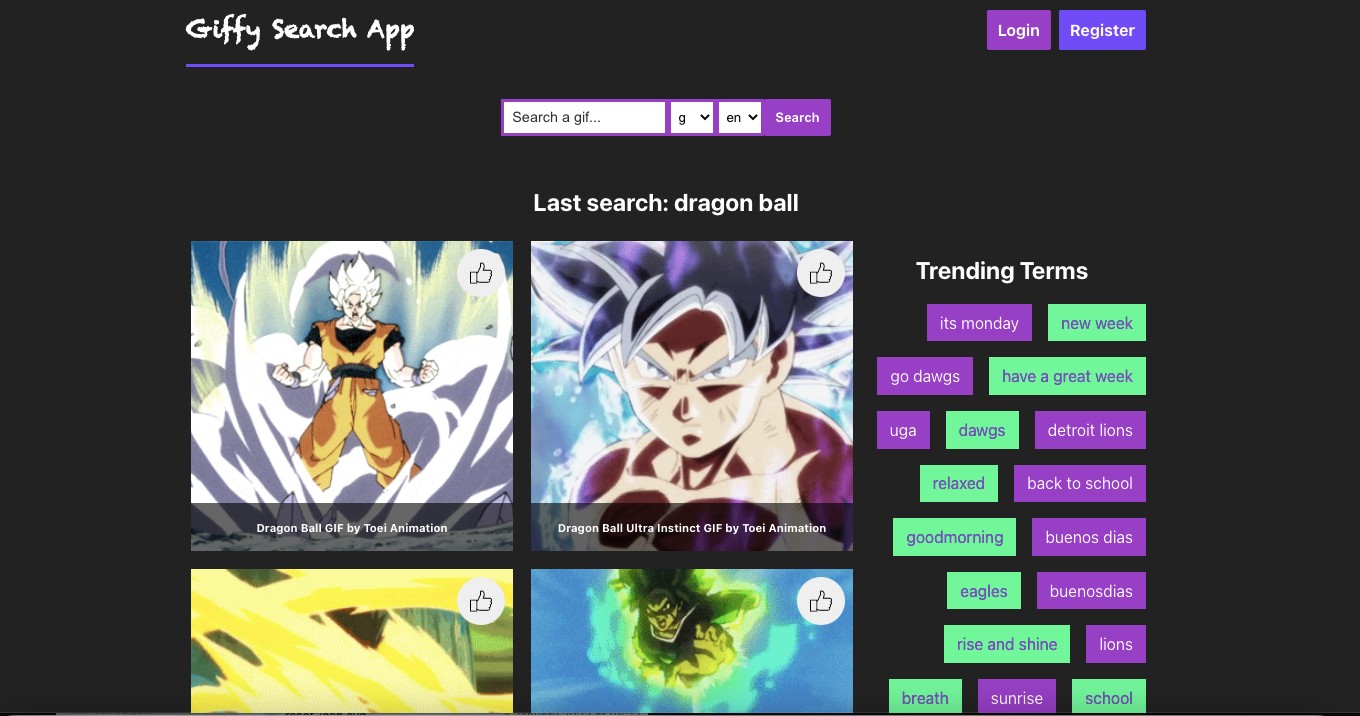 Giffy Search App
Login Register
Search a gif... g en Search
Last search: dragon ball
Dragon Ball GIF by Toei Animation
Dragon Ball Ultra Instinct GIF by Toei Animation
Trending Terms
its monday new week
go dawgs have a great week
uga dawgs detroit lions
relaxed back to school
goodmorning buenos dias
eagles buenosdias
rise and shine lions
breath sunrise school